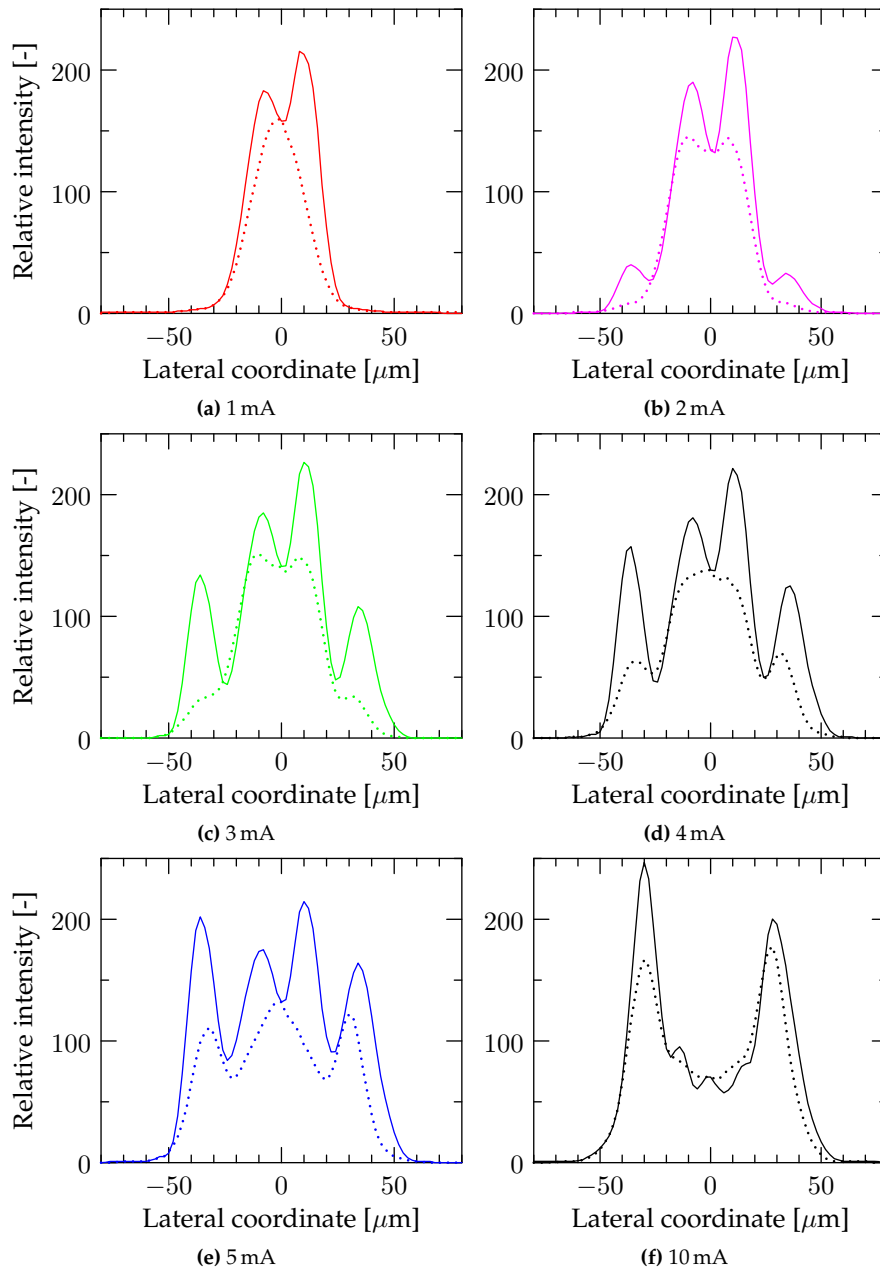 200
100
0
Relative intensity [-]
−50 0 50
Lateral coordinate [μm]
(a) 1 mA
200
100
0
−50 0 50
Lateral coordinate [μm]
(b) 2 mA
200
100
0
Relative intensity [-]
−50 0 50
Lateral coordinate [μm]
(c) 3 mA
200
100
0
−50 0 50
Lateral coordinate [μm]
(d) 4 mA
200
100
0
Relative intensity [-]
−50 0 50
Lateral coordinate [μm]
(e) 5 mA
200
100
0
−50 0 50
Lateral coordinate [μm]
(f) 10 mA